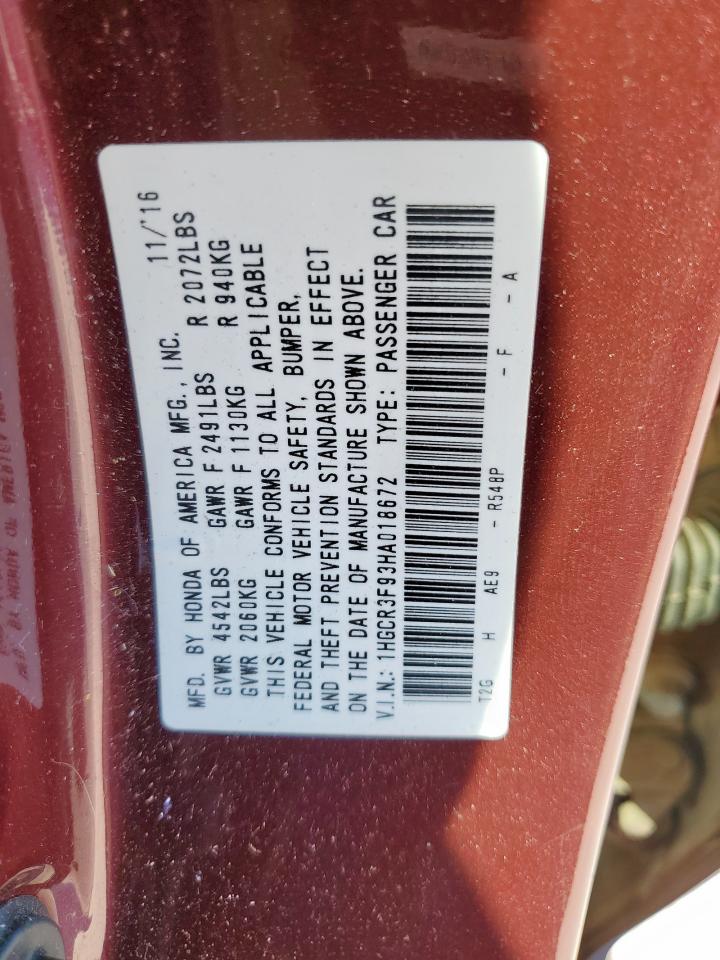 MFD. BY HONDA OF AMERICA MFG., INC. 11/'16
GVWR 4542LBS GAWR F 2491LBS R 2072LBS
GVWR 2060KG GAWR F 1130KG R 940KG
THIS VEHICLE CONFORMS TO ALL APPLICABLE
FEDERAL MOTOR VEHICLE SAFETY, BUMPER,
AND THEFT PREVENTION STANDARDS IN EFFECT
ON THE DATE OF MANUFACTURE SHOWN ABOVE.
V.I.N.: 1HGCR3F93HA018672 TYPE: PASSENGER CAR
T2G H AE9 - R548P - F - A